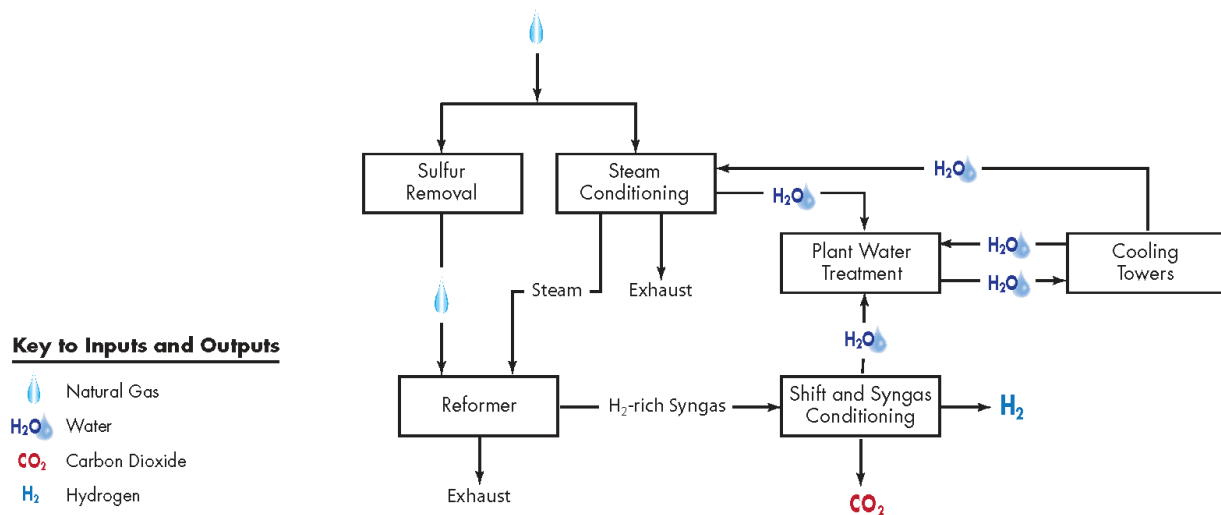 Sulfur
Removal
Steam
Conditioning
H₂O
H₂O
Plant Water
Treatment
H₂O
H₂O
Cooling
Towers
Steam
Exhaust
H₂O
Key to Inputs and Outputs
Natural Gas
H₂O Water
CO₂ Carbon Dioxide
H₂ Hydrogen
Reformer
H₂-rich Syngas
Shift and Syngas
Conditioning
H₂
Exhaust
CO₂